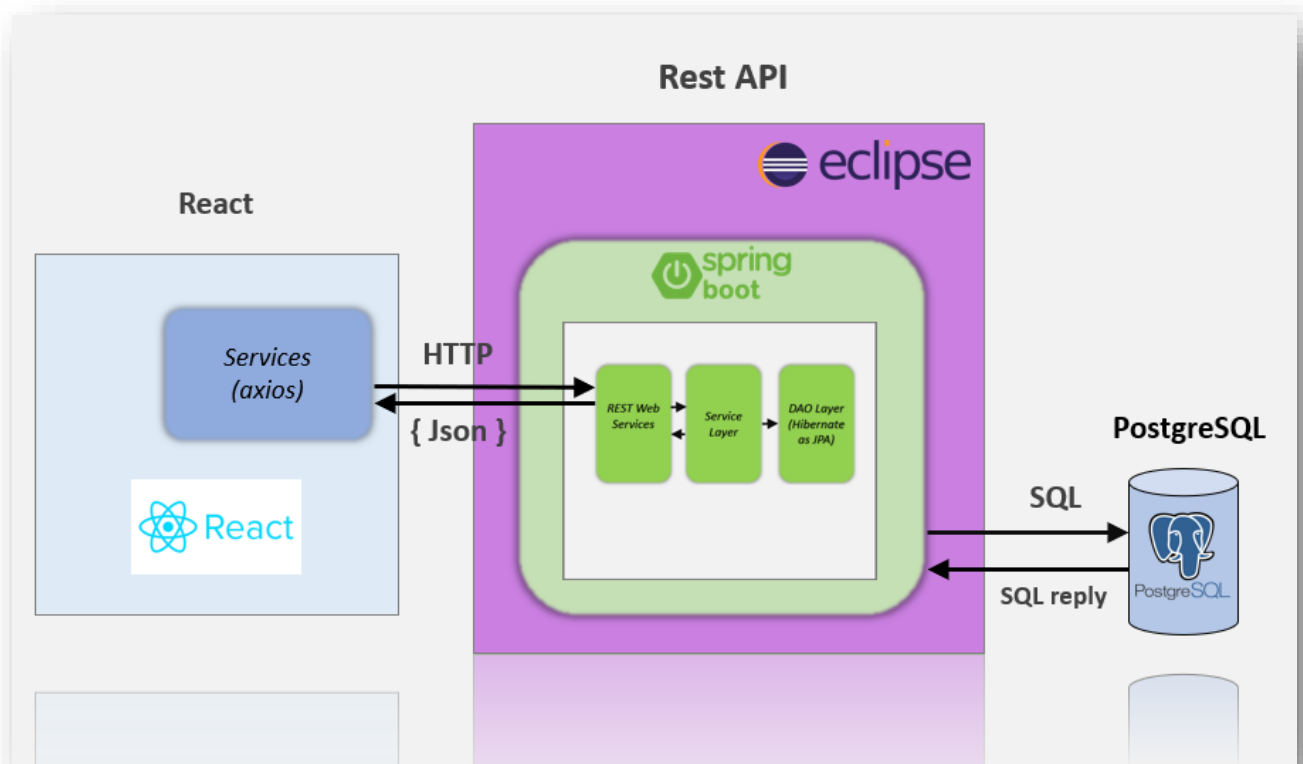 Rest API
eclipse
React
spring
boot
Services
(axios)
HTTP
{ Json }
REST Web
Services
Service
Layer
DAO Layer
(Hibernate
as JPA)
React
PostgreSQL
SQL
PostgreSQL
SQL reply